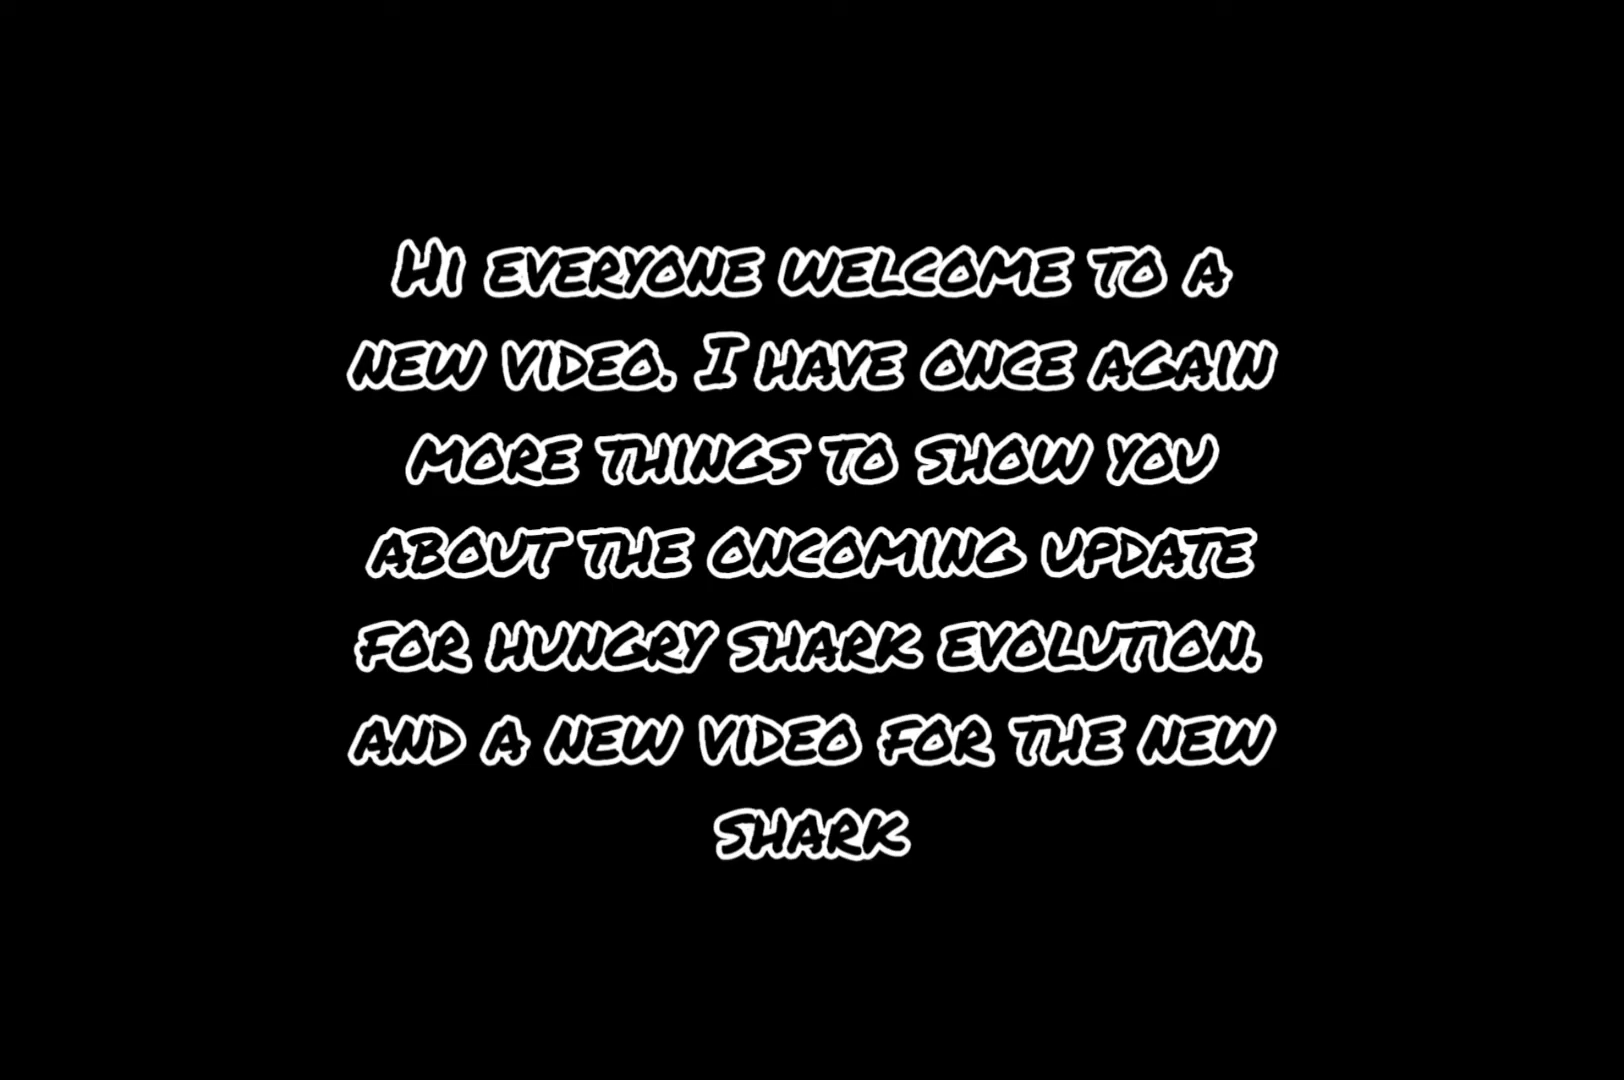 Hi everyone welcome to a
new video. I have once again
more things to show you
about the oncoming update
for hungry shark evolution.
and a new video for the new
shark